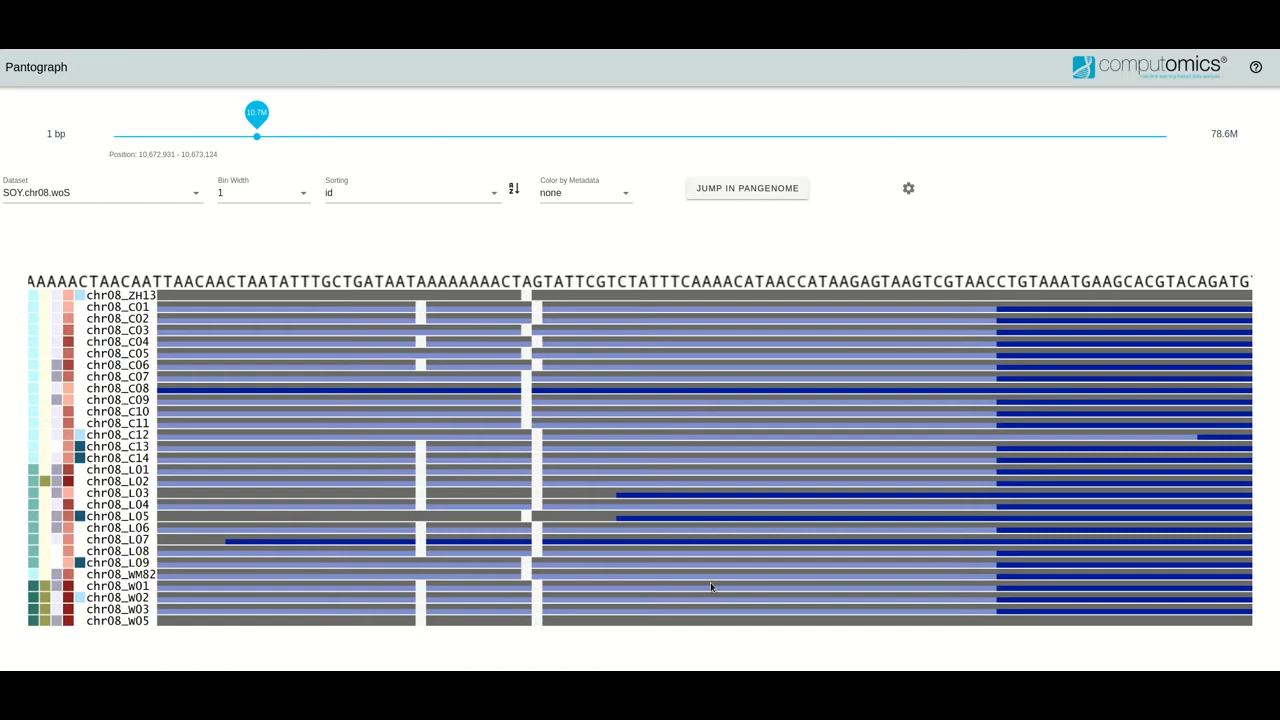 Pantograph
computomics®
10.7M
1 bp
78.6M
Position: 10,672,931 - 10,673,124
Dataset
SOY.chr08.woS
Bin Width
1
Sorting
id
Color by Metadata
none
JUMP IN PANGENOME
AAAAACTAACAATTAACAACTAATATTTGCTGATAATAAAAAAAACTAGTATTCGTCTATTTCAAAACATAACCATAAGAGTAAGTCGTAACCTGTAAATGAAGCACGTACAGATG
chr08_ZH13
chr08_C01
chr08_C02
chr08_C03
chr08_C04
chr08_C05
chr08_C06
chr08_C07
chr08_C08
chr08_C09
chr08_C10
chr08_C11
chr08_C12
chr08_C13
chr08_C14
chr08_L01
chr08_L02
chr08_L03
chr08_L04
chr08_L05
chr08_L06
chr08_L07
chr08_L08
chr08_L09
chr08_WM82
chr08_W01
chr08_W02
chr08_W03
chr08_W05